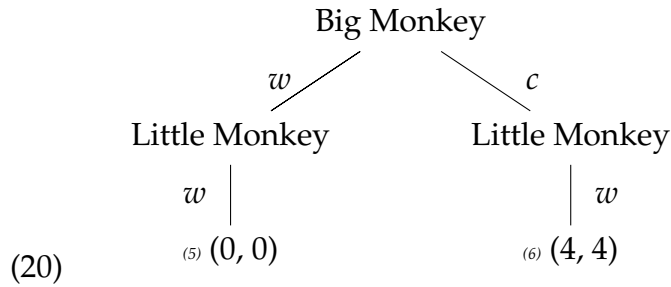 Big Monkey
w c
Little Monkey Little Monkey
w w
(20) (5) (0, 0) (6) (4, 4)